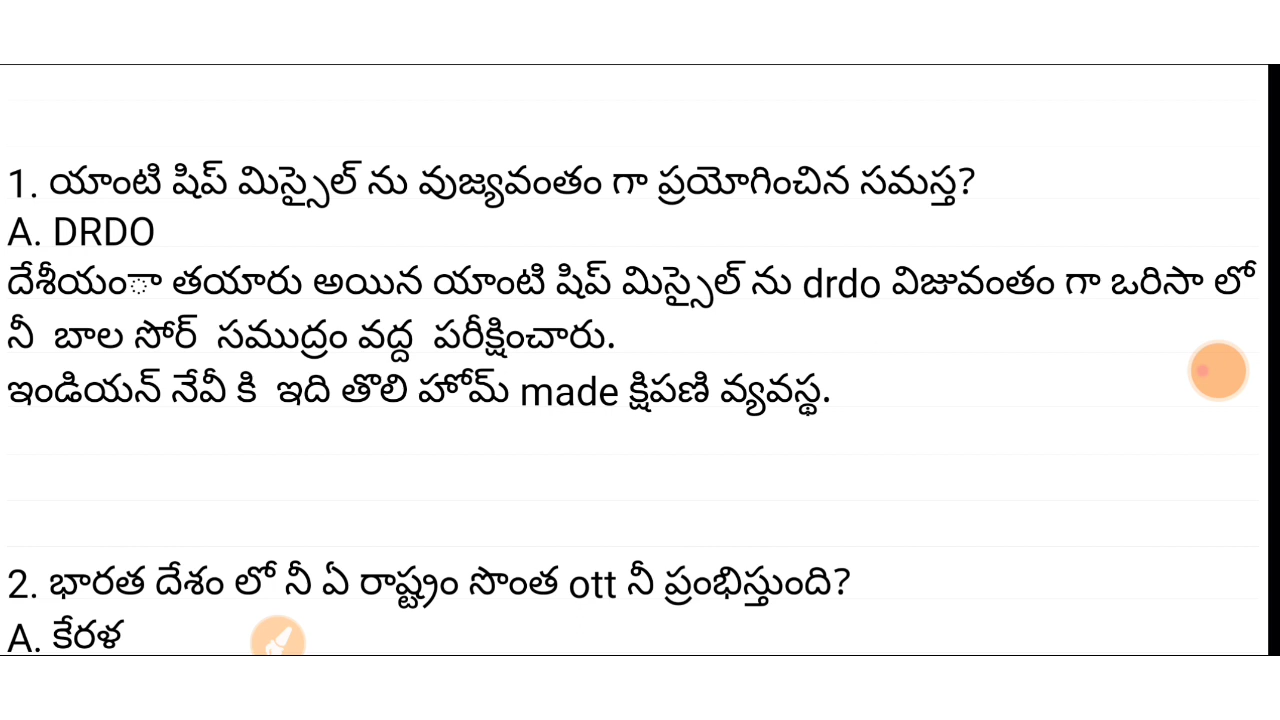 1. యాంటి షిప్ మిస్సైల్ ను వుజ్యవంతం గా ప్రయోగించిన సమస్త?
A. DRDO
దేశీయంాా తయారు అయిన యాంటి షిప్ మిస్సైల్ ను drdo విజువంతం గా ఒరిసా లో
నీ బాల సోర్ సముద్రం వద్ద పరీక్షించారు.
ఇండియన్ నేవీ కి ఇది తొలి హోమ్ made క్షిపణి వ్యవస్థ.
2. భారత దేశం లో నీ ఏ రాష్ట్రం సొంత ott నీ ప్రంభిస్తుంది?
A. కేరళ